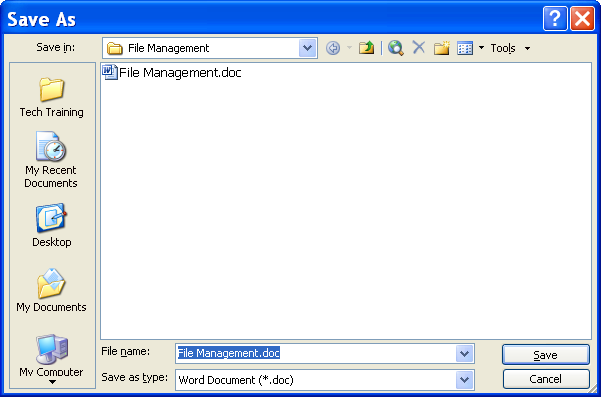 Save As
Save in:
File Management
Tools
File Management.doc
Tech Training
My Recent
Documents
Desktop
My Documents
My Computer
File name:
File Management.doc
Save
Save as type:
Word Document (*.doc)
Cancel